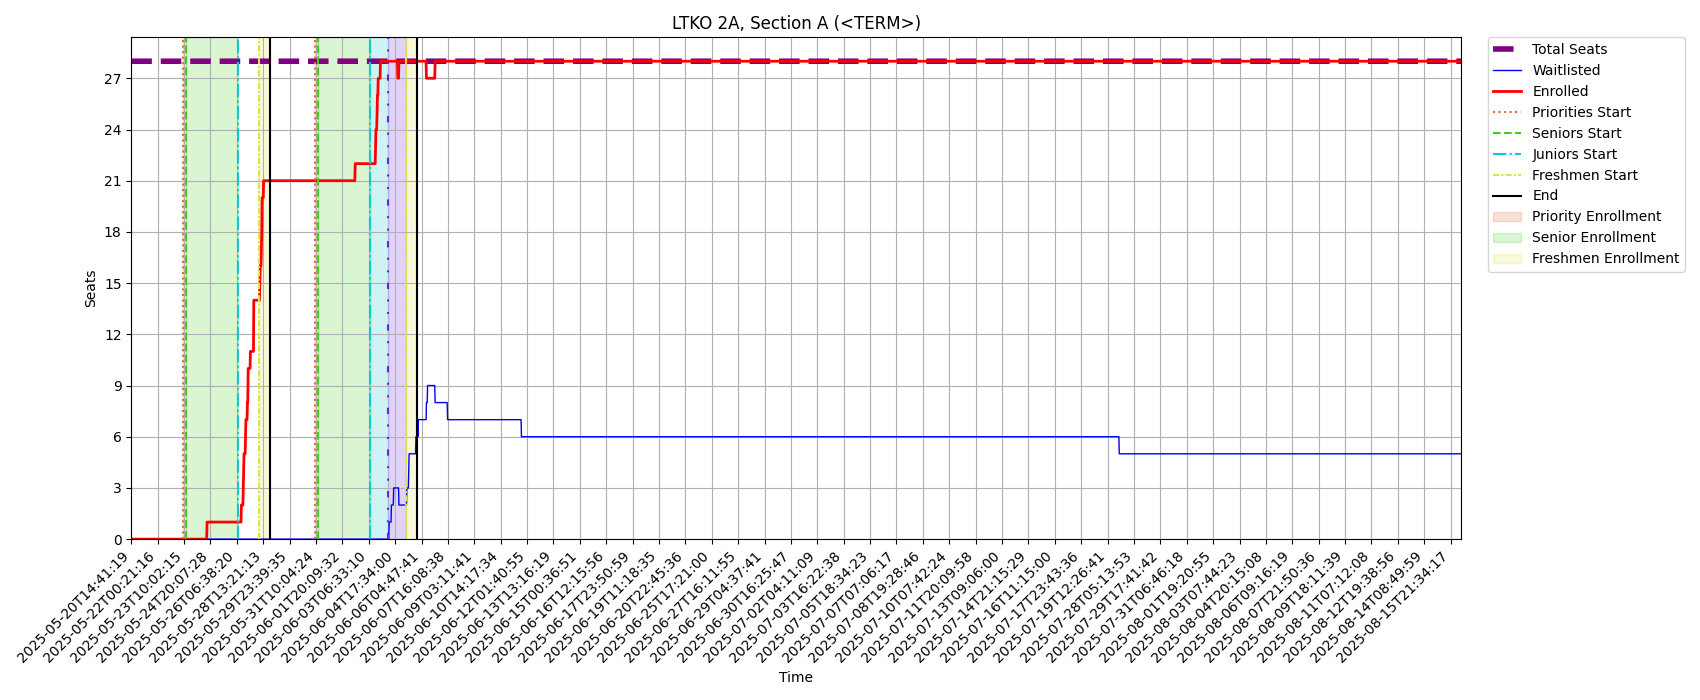 LTKO 2A, Section A (<TERM>)
Total Seats
Waitlisted
Enrolled
Priorities Start
Seniors Start
Juniors Start
Freshmen Start
End
Priority Enrollment
Senior Enrollment
Freshmen Enrollment
Seats
27
24
21
18
15
12
9
6
3
0
2025-05-20T14:41:19
2025-05-22T00:21:16
2025-05-23T10:02:15
2025-05-24T20:07:28
2025-05-26T06:38:20
2025-05-28T13:21:13
2025-05-29T23:39:35
2025-05-31T10:04:24
2025-06-01T20:09:32
2025-06-03T06:33:10
2025-06-04T17:34:00
2025-06-06T04:47:41
2025-06-07T16:08:38
2025-06-09T03:11:41
2025-06-10T14:17:34
2025-06-12T01:40:55
2025-06-13T13:16:19
2025-06-15T00:36:51
2025-06-16T12:15:56
2025-06-17T23:50:59
2025-06-19T11:18:35
2025-06-20T22:45:36
2025-06-25T17:21:00
2025-06-27T16:11:55
2025-06-29T04:37:41
2025-06-30T16:25:47
2025-07-02T04:11:09
2025-07-03T16:22:38
2025-07-05T18:34:23
2025-07-07T07:06:17
2025-07-08T19:28:46
2025-07-10T07:42:24
2025-07-11T20:09:58
2025-07-13T09:06:00
2025-07-14T21:15:29
2025-07-16T11:15:00
2025-07-17T23:43:36
2025-07-19T12:26:41
2025-07-28T05:13:53
2025-07-29T17:41:42
2025-07-31T06:46:18
2025-08-01T19:20:55
2025-08-03T07:44:23
2025-08-04T20:15:08
2025-08-06T09:16:19
2025-08-07T21:50:36
2025-08-09T18:11:39
2025-08-11T07:12:08
2025-08-12T19:38:56
2025-08-14T08:49:59
2025-08-15T21:34:17
Time